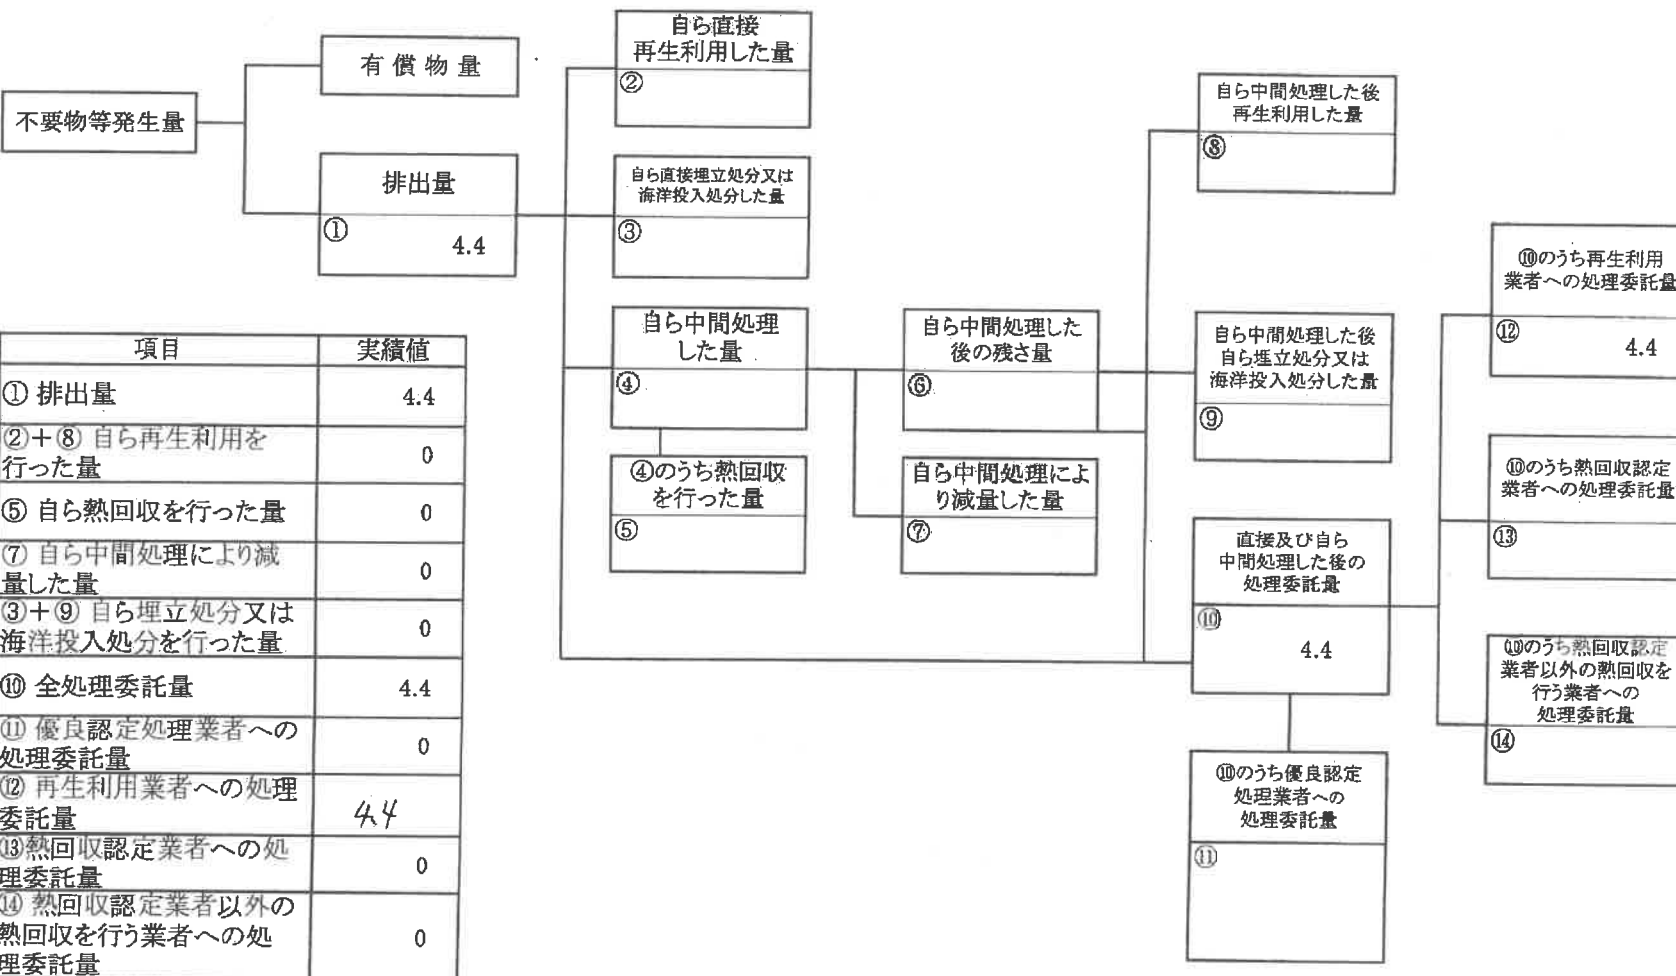 不要物等発生量
有償物量
排出量
①
4.4
自ら直接
再生利用した量
②
自ら直接埋立処分又は
海洋投入処分した量
③
自ら中間処理
した量
④
④のうち熱回収
を行った量
⑤
自ら中間処理した
後の残さ量
⑥
自ら中間処理によ
り減量した量
⑦
自ら中間処理した後
再生利用した量
⑧
自ら中間処理した後
自ら埋立処分又は
海洋投入処分した量
⑨
直接及び自ら
中間処理した後の
処理委託量
⑩
4.4
⑩のうち優良認定
処理業者への
処理委託量
⑪
⑩のうち再生利用
業者への処理委託量
⑫
4.4
⑩のうち熱回収認定
業者への処理委託量
⑬
⑩のうち熱回収認定
業者以外の熱回収を
行う業者への
処理委託量
⑭
項目 実績値
① 排出量 4.4
②＋⑧ 自ら再生利用を
行った量 0
⑤ 自ら熱回収を行った量 0
⑦ 自ら中間処理により減
量した量 0
③＋⑨ 自ら埋立処分又は
海洋投入処分を行った量 0
⑩ 全処理委託量 4.4
⑪ 優良認定処理業者への
処理委託量 0
⑫ 再生利用業者への処理
委託量 4.4
⑬熱回収認定業者への処
理委託量 0
⑭ 熱回収認定業者以外の
熱回収を行う業者への処
理委託量 0